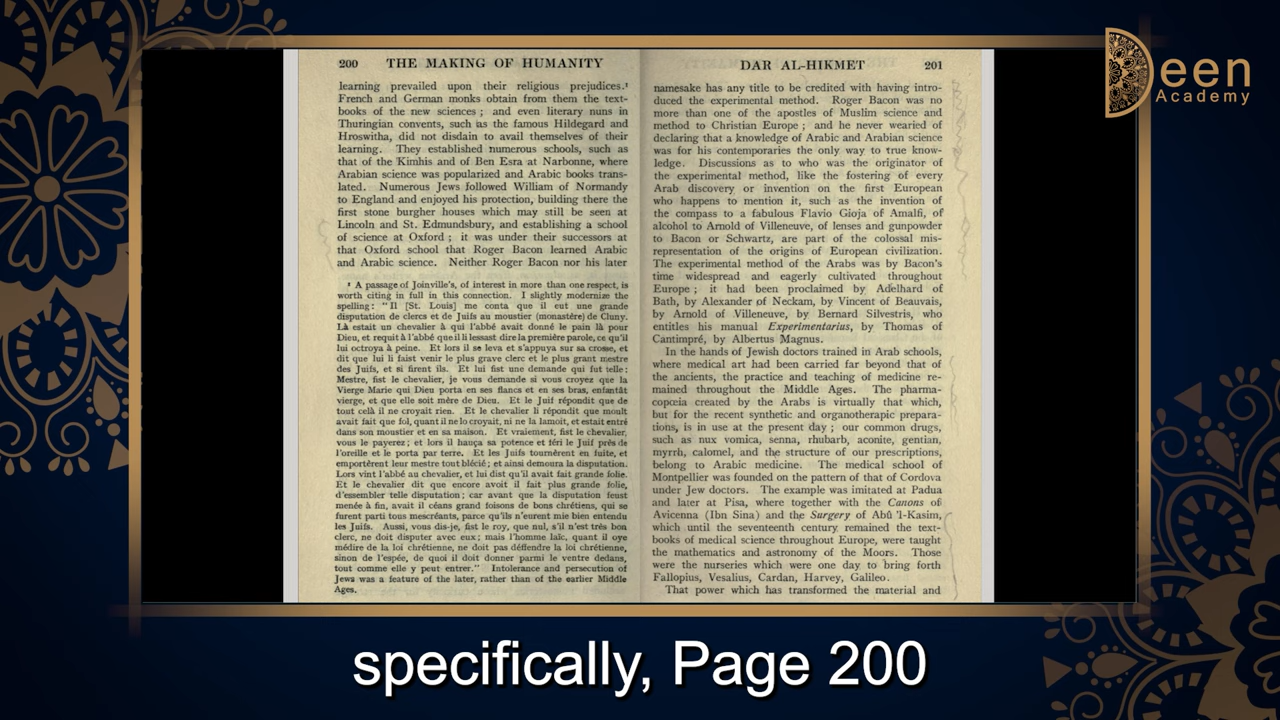 200 THE MAKING OF HUMANITY
learning prevailed upon their religious prejudices.¹
French and German monks obtain from them the text-
books of the new sciences ; and even literary nuns in
Thuringian convents, such as the famous Hildegard and
Hroswitha, did not disdain to avail themselves of their
learning. They established numerous schools, such as
that of the Kimhis and of Ben Esra at Narbonne, where
Arabian science was popularized and Arabic books trans-
lated. Numerous Jews followed William of Normandy
to England and enjoyed his protection, building there the
first stone burgher houses which may still be seen at
Lincoln and St. Edmundsbury, and establishing a school
of science at Oxford ; it was under their successors at
that Oxford school that Roger Bacon learned Arabic
and Arabic science. Neither Roger Bacon nor his later
¹ A passage of Joinville's, of interest in more than one respect, is
worth citing in full in this connection. I slightly modernize the
spelling: "Il [St. Louis] me conta que il eut une grande
disputation de clercs et de Juifs au moustier (monastère) de Cluny.
Là estait un chevalier à qui l'abbé avait donné le pain là pour
Dieu, et requit à l'abbé que il li lessast dire la première parole, ce qu'il
lui octroya à peine. Et lors il se leva et s'appuya sur sa crosse, et
dit que lui li faist venir le plus grave clerc et le plus grant mestre
des Juifs, et si firent ils. Et lui fist une demande qui fut telle :
Mestre, fist le chevalier, je vous demande si vous croyez que la
Vierge Marie qui Dieu porta en ses flancs et en ses bras, enfantât
vierge, et que elle soit mère de Dieu. Et le Juif répondit que de
tout celà il ne croyait rien. Et le chevalier li répondit que moult
avait fait que fol, quant il ne lo croyait, ni ne la lamoit, et estait entré
dans son moustier et en sa maison. Et vraiement, fist le chevalier,
vous le payerez ; et lors il hauça sa potence et féri le Juif près de
l'oreille et le porta par terre. Et les Juifs tournèrent en fuite, et
emportèrent leur mestre tout blécié ; et ainsi demoura la disputation.
Lors vint l'abbé au chevalier, et lui dist qu'il avait fait grande folie.
Et le chevalier dit que encore avoit il fait plus grande folie,
d'essembler telle disputation ; car avant que la disputation feust
menée à fin, avait il céans grand foisons de bons chrétiens, qui se
furent parti tous mescréants, parce qu'ils n'eurent mie bien entendu
les Juifs. Aussi, vous dis-je, fist le roy, que nul, s'il n'est très bon
clerc, ne doit disputer avec eux ; mais l'homme laïc, quant il oye
médire de la loi chrétienne, ne doit pas déffendre la loi chrétienne,
sinon de l'espée, de quoi il doit donner parmi le ventre dedans,
tout comme elle y peut entrer." Intolerance and persecution of
Jews was a feature of the later, rather than of the earlier Middle
Ages.
DAR AL-HIKMET 201
namesake has any title to be credited with having intro-
duced the experimental method. Roger Bacon was no
more than one of the apostles of Muslim science and
method to Christian Europe ; and he never wearied of
declaring that a knowledge of Arabic and Arabian science
was for his contemporaries the only way to true know-
ledge. Discussions as to who was the originator of
the experimental method, like the fostering of every
Arab discovery or invention on the first European
who happens to mention it, such as the invention of
the compass to a fabulous Flavio Gioja of Amalfi, of
alcohol to Arnold of Villeneuve, of lenses and gunpowder
to Bacon or Schwartz, are part of the colossal mis-
representation of the origins of European civilization.
The experimental method of the Arabs was by Bacon's
time widespread and eagerly cultivated throughout
Europe ; it had been proclaimed by Adelhard of
Bath, by Alexander of Neckam, by Vincent of Beauvais,
by Arnold of Villeneuve, by Bernard Silvestris, who
entitles his manual Experimentarius, by Thomas of
Cantimpré, by Albertus Magnus.
In the hands of Jewish doctors trained in Arab schools,
where medical art had been carried far beyond that of
the ancients, the practice and teaching of medicine re-
mained throughout the Middle Ages. The pharma-
copœia created by the Arabs is virtually that which,
but for the recent synthetic and organotherapic prepara-
tions, is in use at the present day ; our common drugs,
such as nux vomica, senna, rhubarb, aconite, gentian,
myrrh, calomel, and the structure of our prescriptions,
belong to Arabic medicine. The medical school of
Montpellier was founded on the pattern of that of Cordova
under Jew doctors. The example was imitated at Padua
and later at Pisa, where together with the Canons of
Avicenna (Ibn Sina) and the Surgery of Abû 'l-Kasim,
which until the seventeenth century remained the text-
books of medical science throughout Europe, were taught
the mathematics and astronomy of the Moors. Those
were the nurseries which were one day to bring forth
Fallopius, Vesalius, Cardan, Harvey, Galileo.
That power which has transformed the material and
Deen
Academy
specifically, Page 200